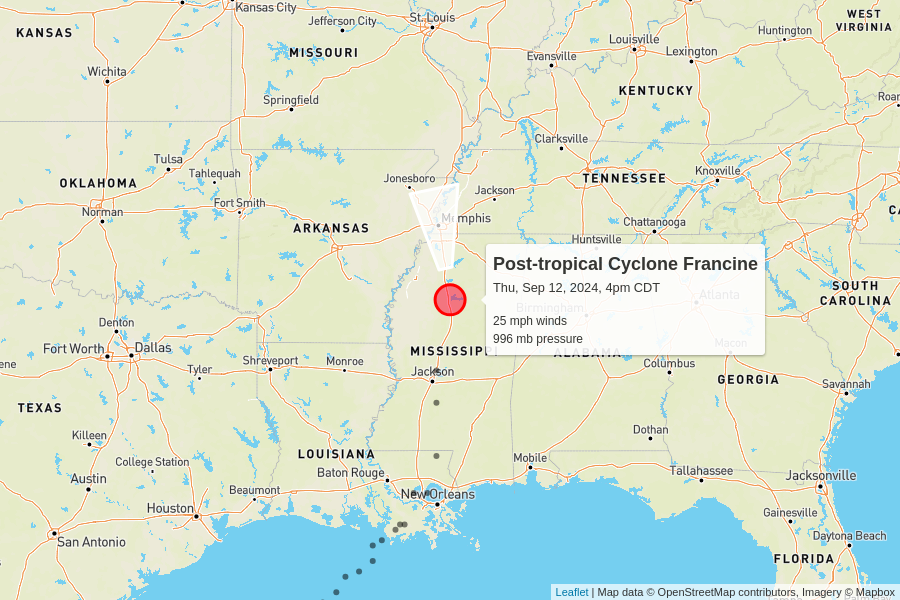 Kansas City
St. Louis
WEST
VIRGINIA
KANSAS
Jefferson City
Huntington
MISSOURI
Louisville
Lexington
Evansville
Wichita
KENTUCKY
Springfield
Clarksville
Tulsa
Knoxville
Tahlequah
Jonesboro
TENNESSEE
OKLAHOMA
Jackson
Norman
Fort Smith
Memphis
Chattanooga
ARKANSAS
Huntsville
Post-tropical Cyclone Francine
Thu, Sep 12, 2024, 4pm CDT
25 mph winds
996 mb pressure
Atlanta
Birmingham
SOUTH
CAROLINA
Denton
Macon
Fort Worth
Dallas
MISSISSIPPI
ALABAMA
Shreveport
Monroe
Tyler
Jackson
Columbus
GEORGIA
Savannah
TEXAS
Killeen
Dothan
LOUISIANA
College Station
Baton Rouge
Mobile
Tallahassee
Jacksonville
Austin
Beaumont
New Orleans
Houston
Gainesville
San Antonio
Daytona Beach
FLORIDA
Leaflet | Map data © OpenStreetMap contributors, Imagery © Mapbox